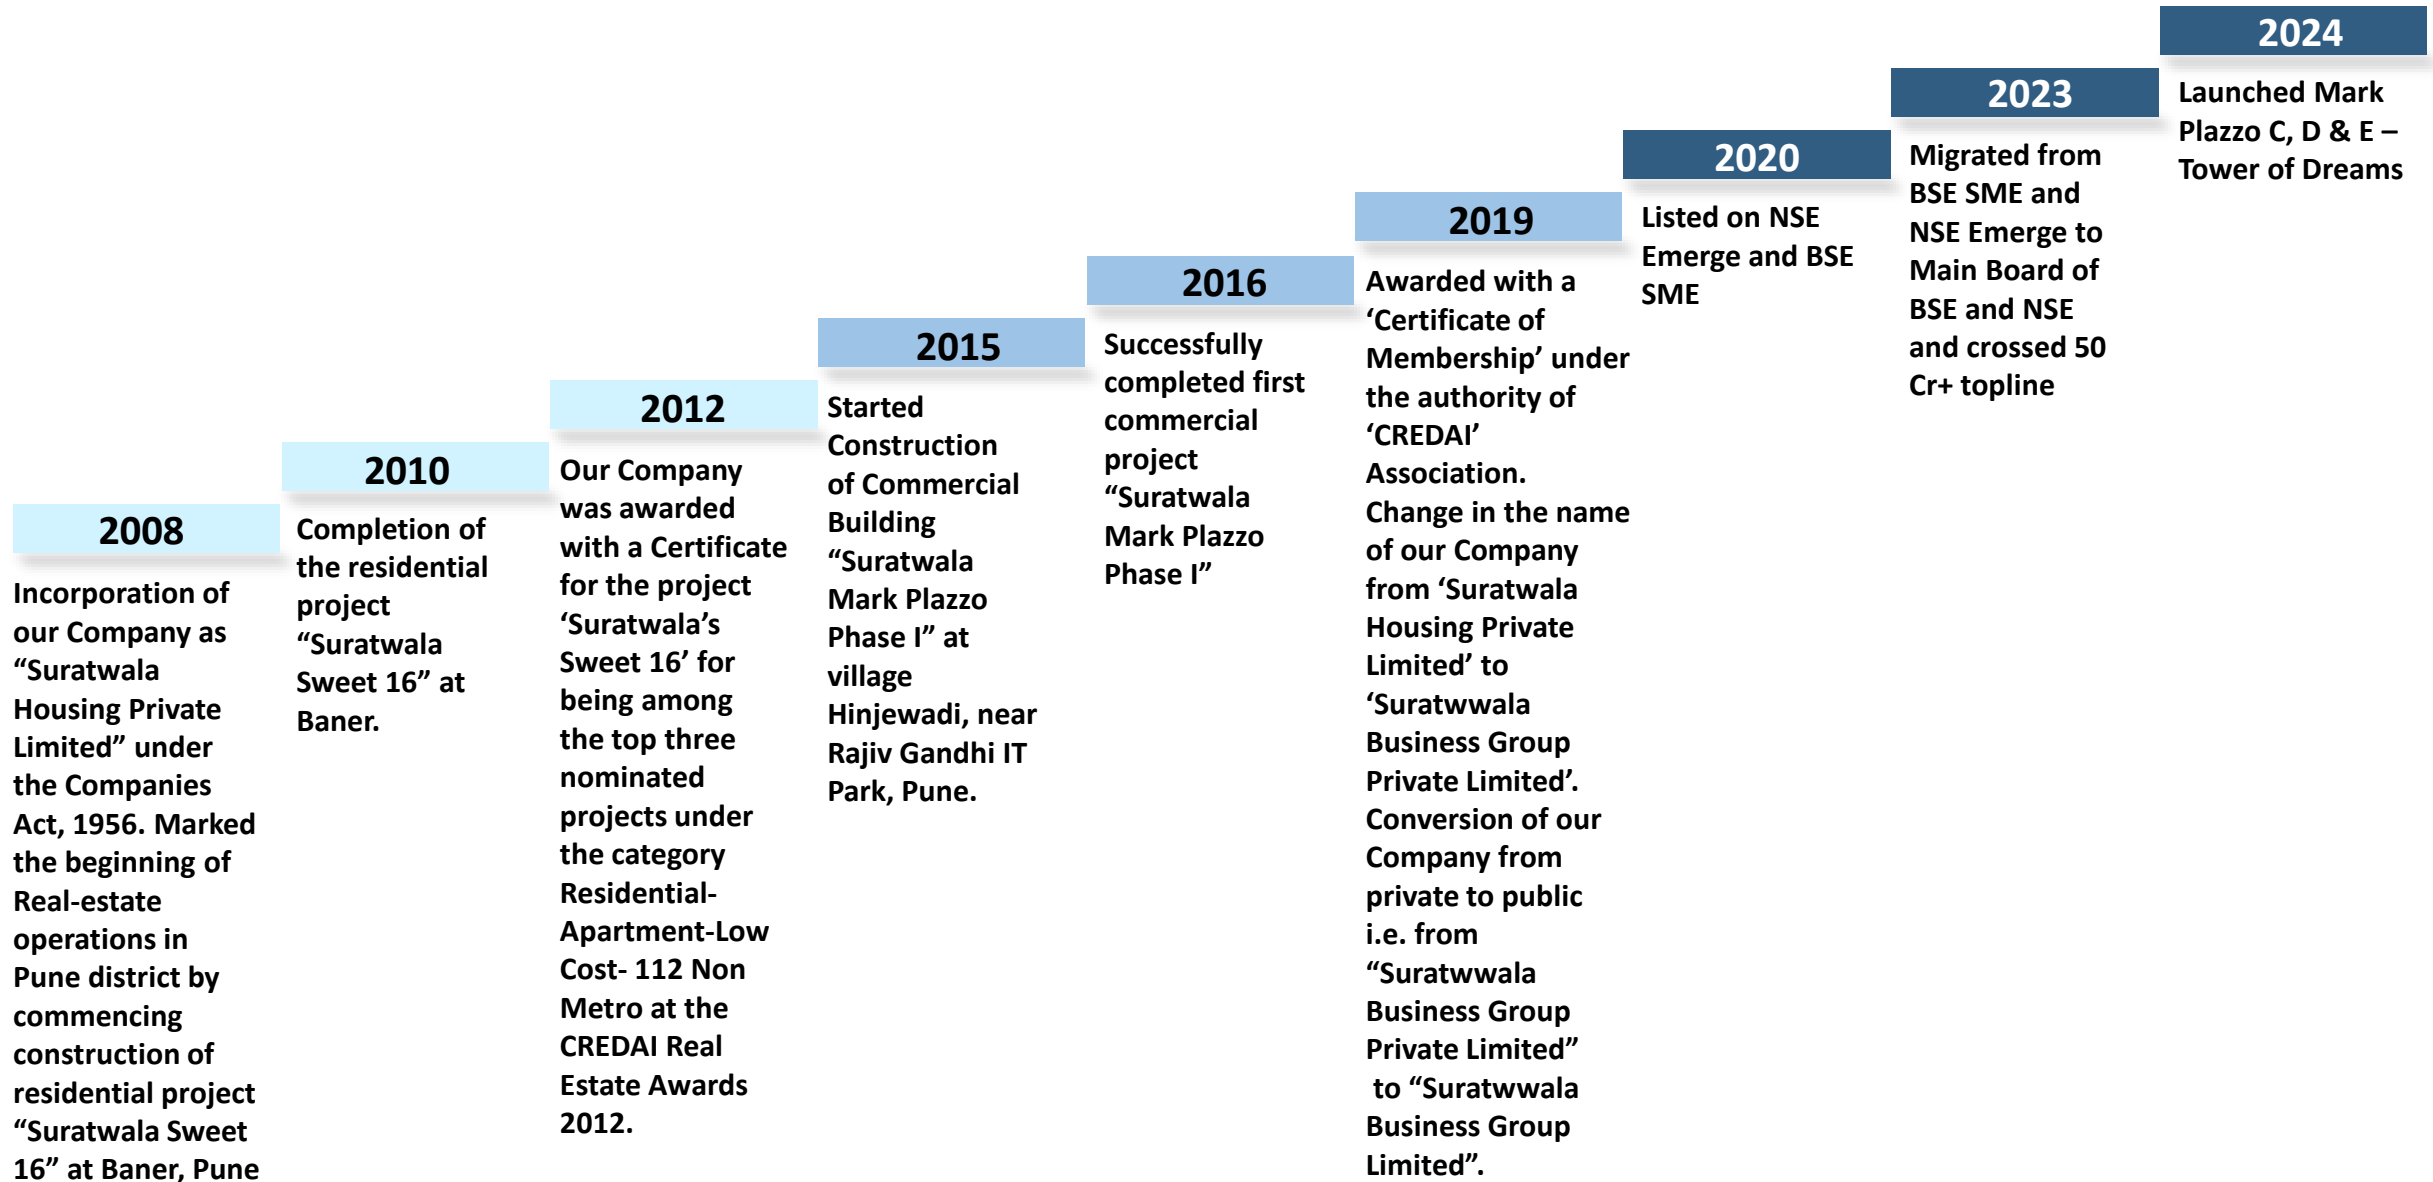 2008
Incorporation of
our Company as
“Suratwala
Housing Private
Limited” under
the Companies
Act, 1956. Marked
the beginning of
Real-estate
operations in
Pune district by
commencing
construction of
residential project
“Suratwala Sweet
16” at Baner, Pune
2010
Completion of
the residential
project
“Suratwala
Sweet 16” at
Baner.
2012
Our Company
was awarded
with a Certificate
for the project
‘Suratwala’s
Sweet 16’ for
being among
the top three
nominated
projects under
the category
Residential-
Apartment-Low
Cost- 112 Non
Metro at the
CREDAI Real
Estate Awards
2012.
2015
Started
Construction
of Commercial
Building
“Suratwala
Mark Plazzo
Phase I” at
village
Hinjewadi, near
Rajiv Gandhi IT
Park, Pune.
2016
Successfully
completed first
commercial
project
“Suratwala
Mark Plazzo
Phase I”
2019
Awarded with a
‘Certificate of
Membership’ under
the authority of
‘CREDAI’
Association.
Change in the name
of our Company
from ‘Suratwala
Housing Private
Limited’ to
‘Suratwwala
Business Group
Private Limited’.
Conversion of our
Company from
private to public
i.e. from
“Suratwwala
Business Group
Private Limited”
to “Suratwwala
Business Group
Limited”.
2020
Listed on NSE
Emerge and BSE
SME
2023
Migrated from
BSE SME and
NSE Emerge to
Main Board of
BSE and NSE
and crossed 50
Cr+ topline
2024
Launched Mark
Plazzo C, D & E –
Tower of Dreams